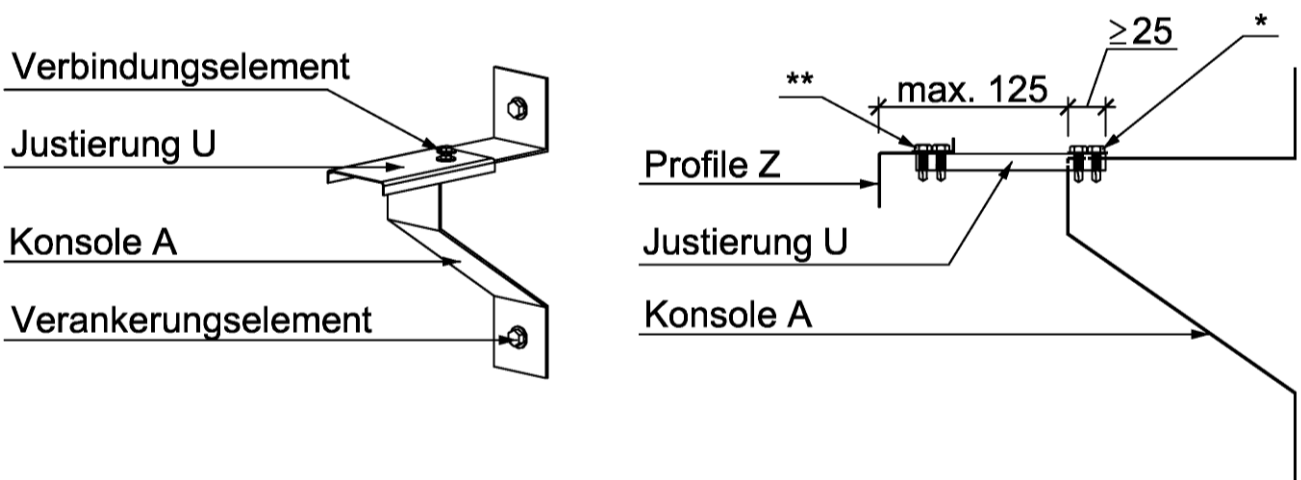 Verbindungselement
Justierung U
Konsole A
Verankerungselement
≥25
*
**
max. 125
Profile Z
Justierung U
Konsole A